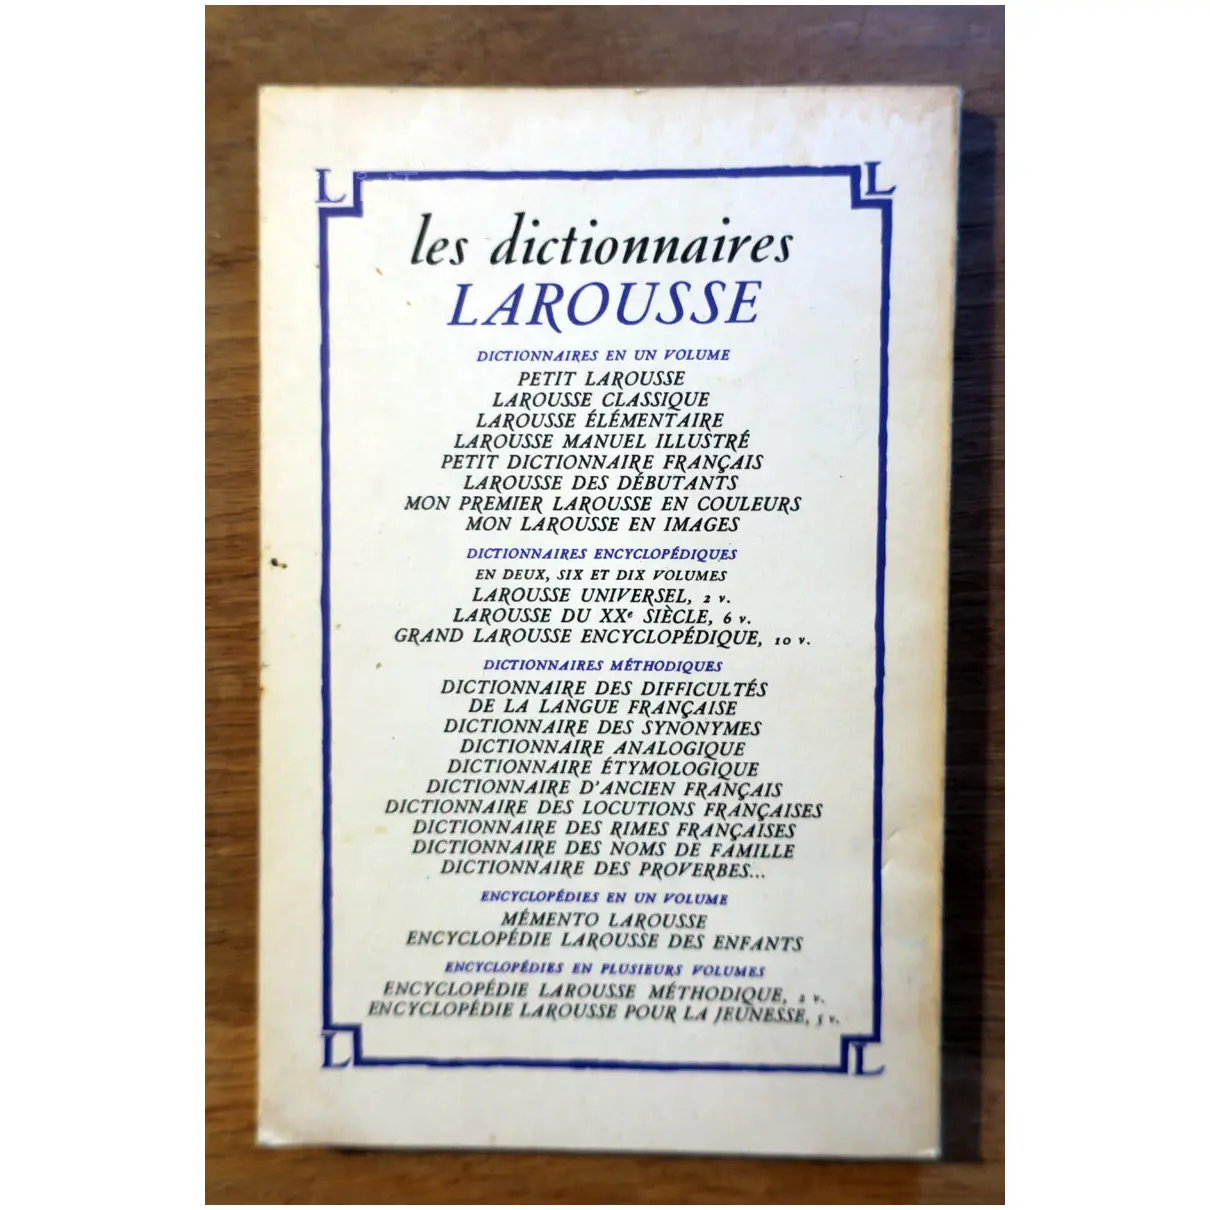 L L
les dictionnaires
LAROUSSE
DICTIONNAIRES EN UN VOLUME
PETIT LAROUSSE
LAROUSSE CLASSIQUE
LAROUSSE ÉLÉMENTAIRE
LAROUSSE MANUEL ILLUSTRÉ
PETIT DICTIONNAIRE FRANÇAIS
LAROUSSE DES DÉBUTANTS
MON PREMIER LAROUSSE EN COULEURS
MON LAROUSSE EN IMAGES
DICTIONNAIRES ENCYCLOPÉDIQUES
EN DEUX, SIX ET DIX VOLUMES
LAROUSSE UNIVERSEL, 2 v.
LAROUSSE DU XXe SIÈCLE, 6 v.
GRAND LAROUSSE ENCYCLOPÉDIQUE, 10 v.
DICTIONNAIRES MÉTHODIQUES
DICTIONNAIRE DES DIFFICULTÉS
DE LA LANGUE FRANÇAISE
DICTIONNAIRE DES SYNONYMES
DICTIONNAIRE ANALOGIQUE
DICTIONNAIRE ÉTYMOLOGIQUE
DICTIONNAIRE D'ANCIEN FRANÇAIS
DICTIONNAIRE DES LOCUTIONS FRANÇAISES
DICTIONNAIRE DES RIMES FRANÇAISES
DICTIONNAIRE DES NOMS DE FAMILLE
DICTIONNAIRE DES PROVERBES...
ENCYCLOPÉDIES EN UN VOLUME
MÉMENTO LAROUSSE
ENCYCLOPÉDIE LAROUSSE DES ENFANTS
ENCYCLOPÉDIES EN PLUSIEURS VOLUMES
ENCYCLOPÉDIE LAROUSSE MÉTHODIQUE, 2 v.
ENCYCLOPÉDIE LAROUSSE POUR LA JEUNESSE, 5 v.
L L